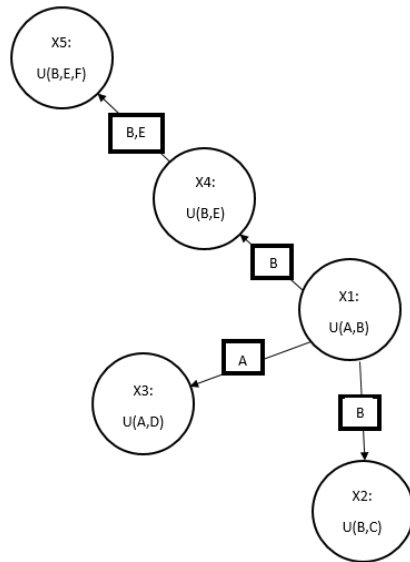 X5:
U(B,E,F)
B,E
X4:
U(B,E)
B
X1:
U(A,B)
A
X3:
U(A,D)
B
X2:
U(B,C)